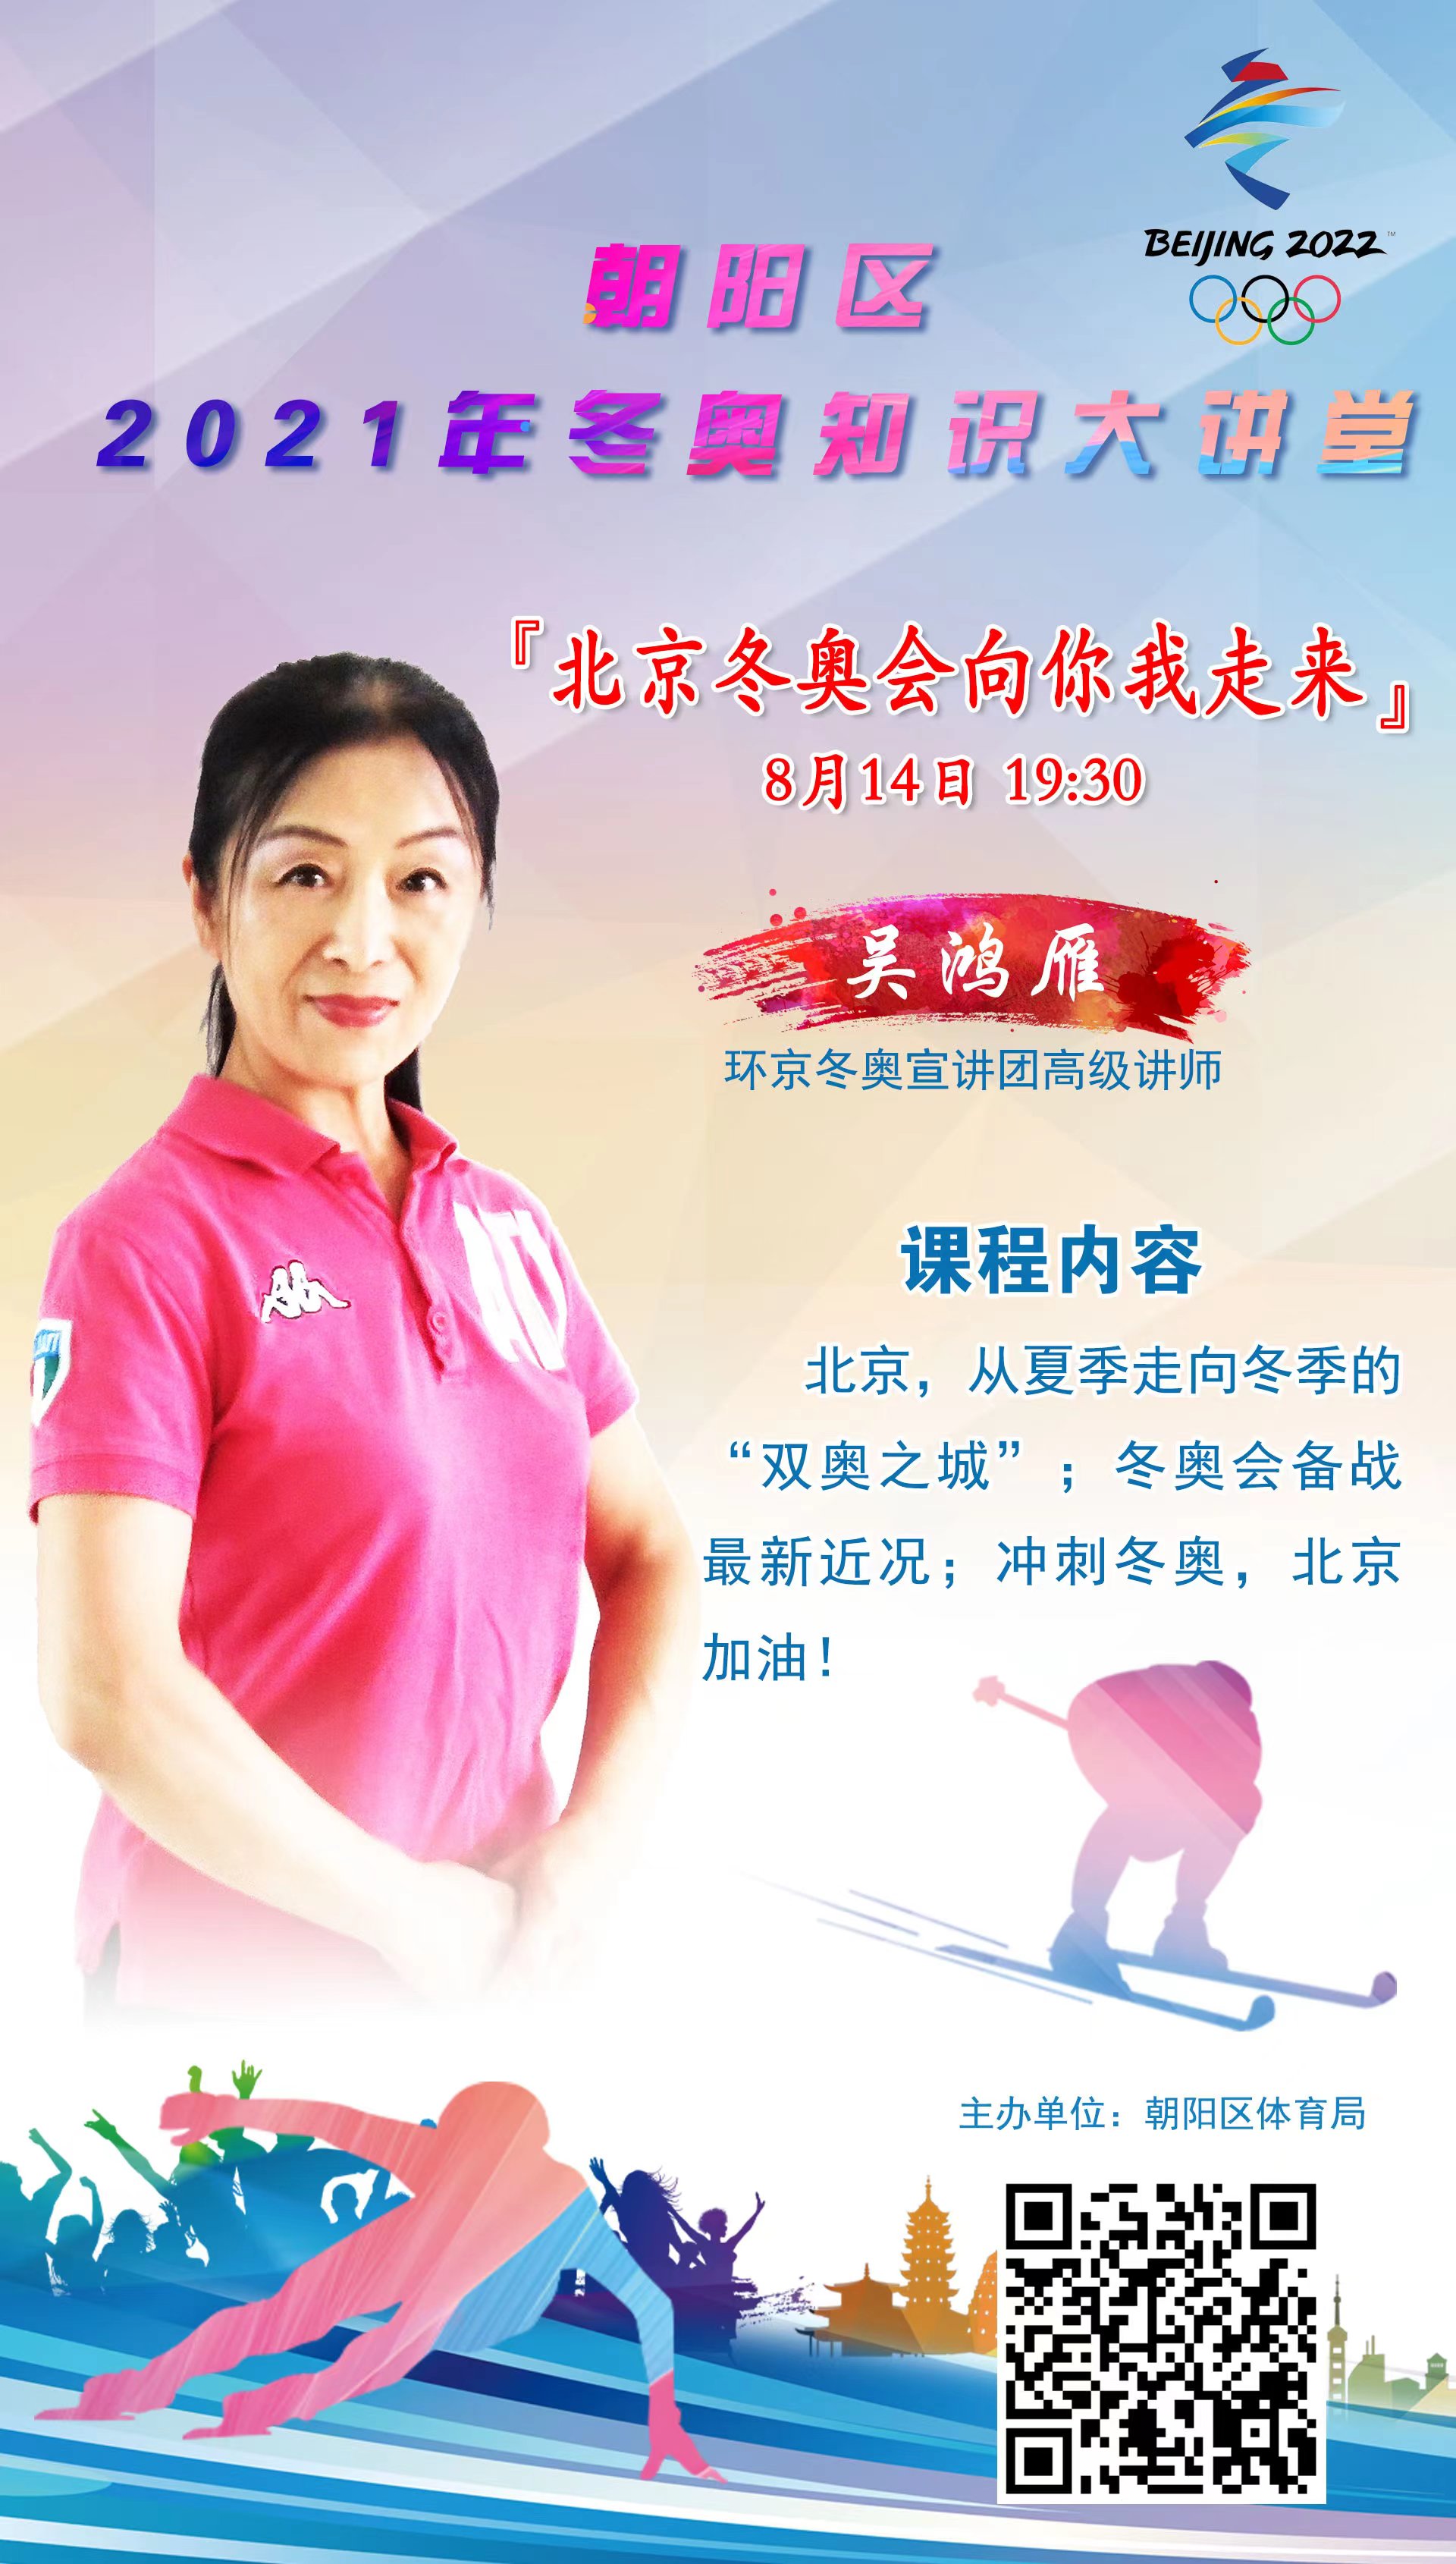 BEIJING 2022™
朝阳区
2021年冬奥知识大讲堂
『北京冬奥会向你我走来』
8月14日 19:30
吴鸿雁
环京冬奥宣讲团高级讲师
课程内容
北京，从夏季走向冬季的
“双奥之城”；冬奥会备战
最新近况；冲刺冬奥，北京
加油！
主办单位：朝阳区体育局